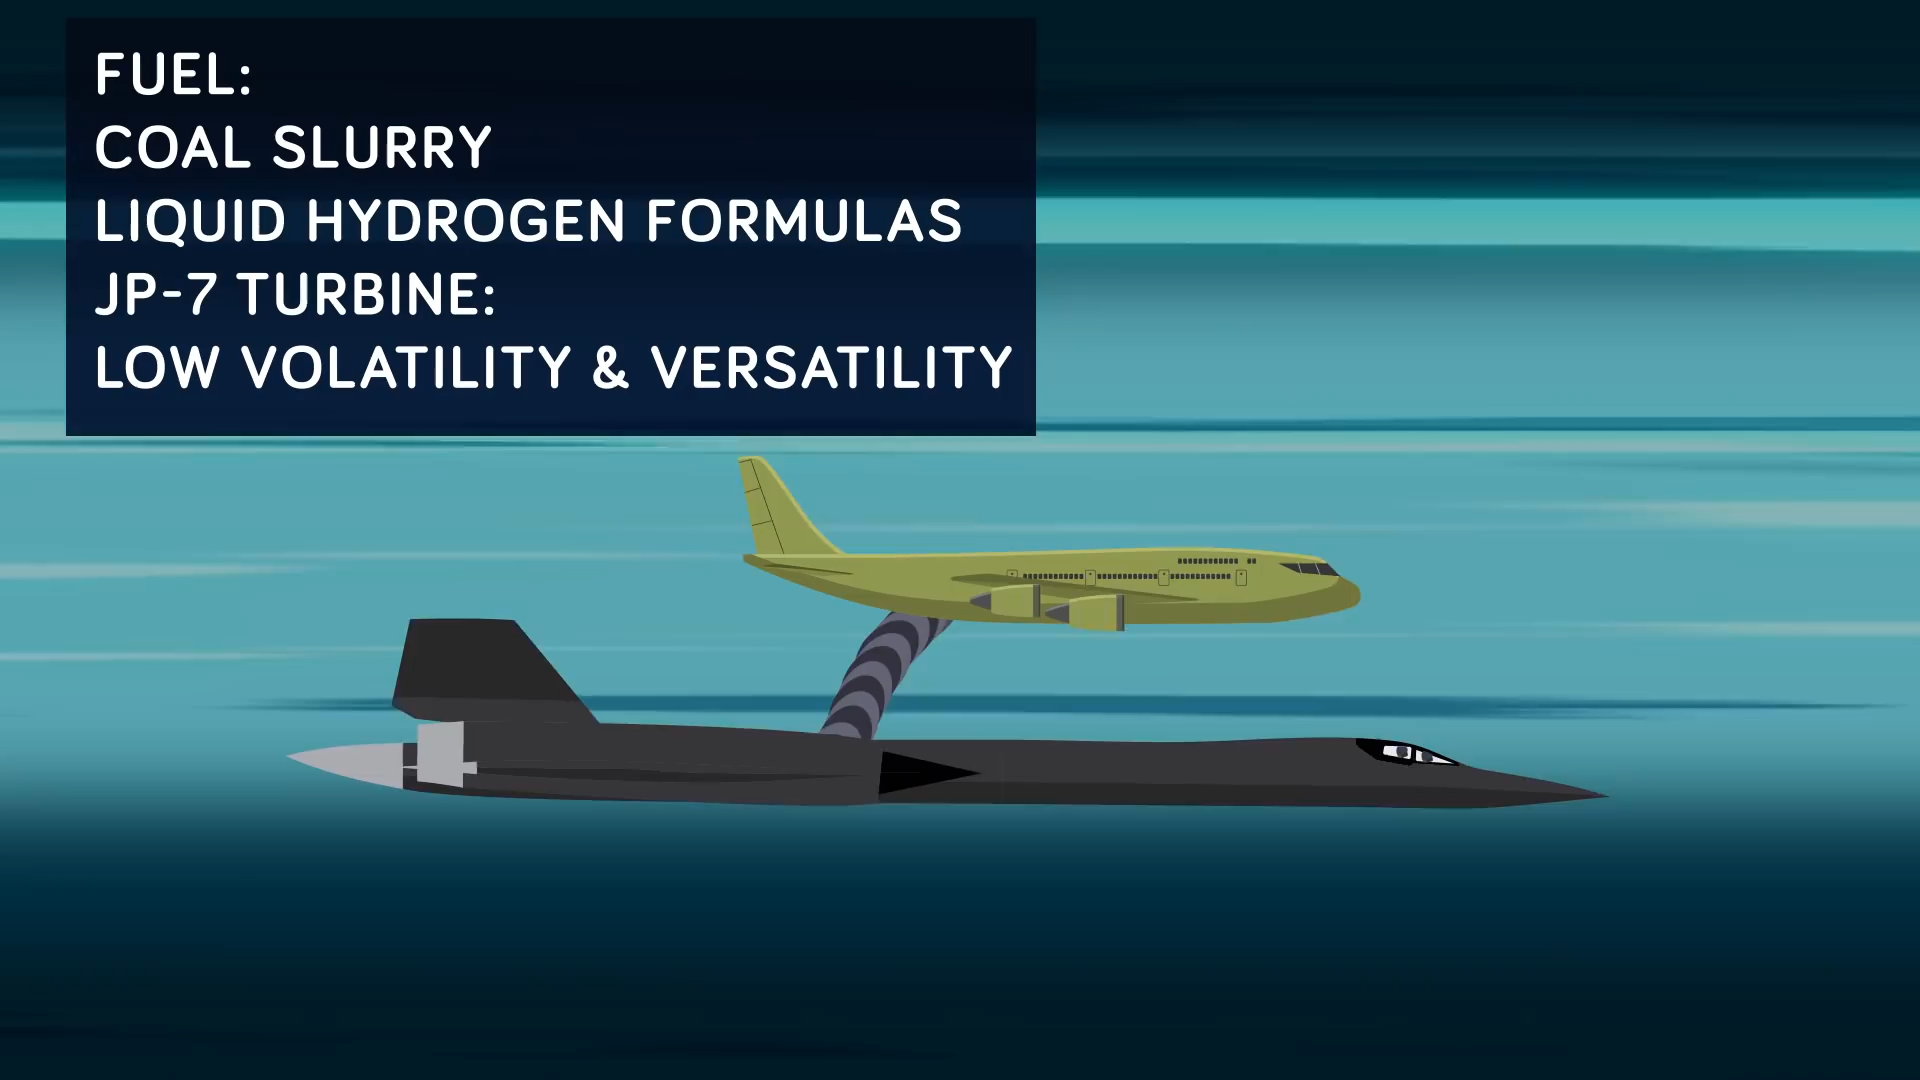 FUEL:
COAL SLURRY
LIQUID HYDROGEN FORMULAS
JP-7 TURBINE:
LOW VOLATILITY & VERSATILITY